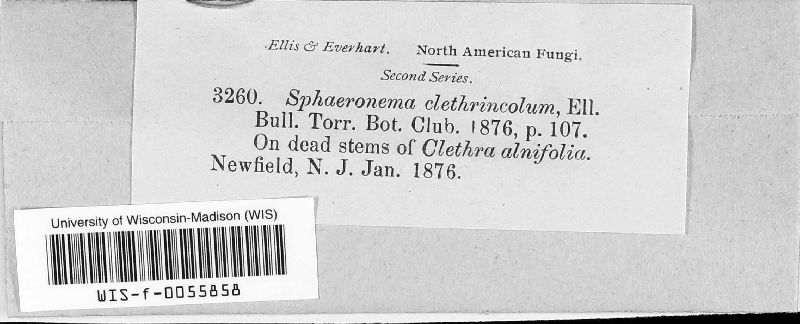 Ellis & Everhart. North American Fungi.
Second Series.
3260. Sphaeronema clethrincolum, Ell.
Bull. Torr. Bot. Club. 1876, p. 107.
On dead stems of Clethra alnifolia.
Newfield, N. J. Jan. 1876.
University of Wisconsin-Madison (WIS)
WIS-f-0055858